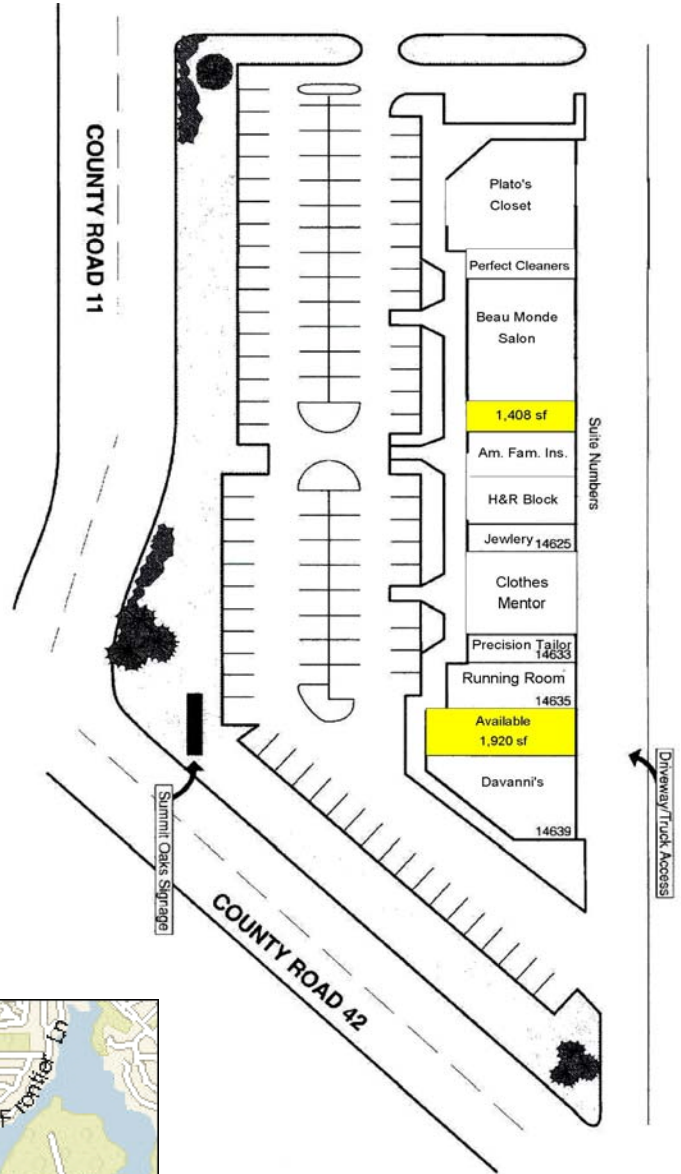 COUNTY ROAD 11
Plato's
Closet
Perfect Cleaners
Beau Monde
Salon
1,408 sf
Am. Fam. Ins.
H&R Block
Jewlery 14625
Clothes
Mentor
Precision Tailor
14633
Running Room
14635
Available
1,920 sf
Davanni's
14639
Suite Numbers
Driveway/Truck Access
Summit Oaks Signage
COUNTY ROAD 42
Frontier Ln